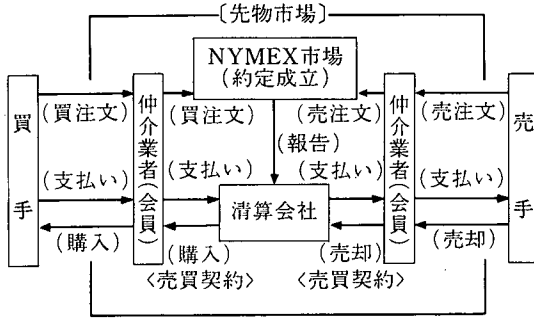 〔先物市場〕
NYMEX市場
(約定成立)
買手
仲介業者(会員)
仲介業者(会員)
売手
(買注文)
(買注文)
(売注文)
(売注文)
(報告)
(支払い)
(支払い)
(支払い)
(支払い)
清算会社
(購入)
(購入)
(売却)
(売却)
<売買契約>
<売買契約>